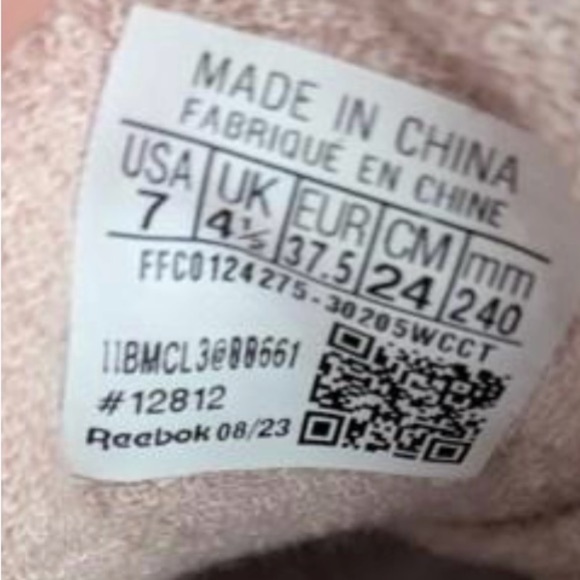 MADE IN CHINA
FABRIQUÉ EN CHINE
USA UK EUR CM mm
7 4½ 37.5 24 240
FFC0124275-30205WCCT
#12812
Reebok 08/23